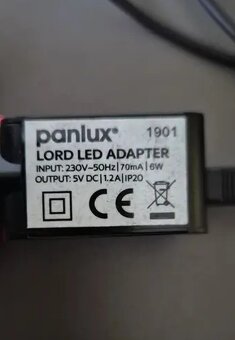 panlux® 1901
LORD LED ADAPTER
INPUT: 230V~50Hz | 70mA | 6W
OUTPUT: 5V DC | 1.2A | IP20
CE